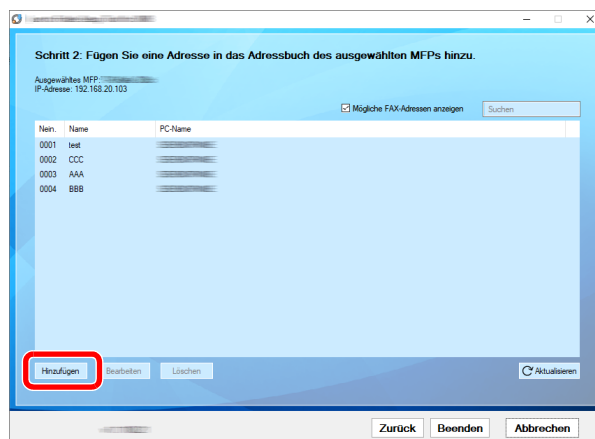 Schritt 2: Fügen Sie eine Adresse in das Adressbuch des ausgewählten MFPs hinzu.
Ausgewähltes MFP:
IP-Adresse: 192.168.20.103
Mögliche FAX-Adressen anzeigen Suchen
Nein. Name PC-Name
0001 test
0002 CCC
0003 AAA
0004 BBB
Hinzufügen Bearbeiten Löschen Aktualisieren
Zurück Beenden Abbrechen